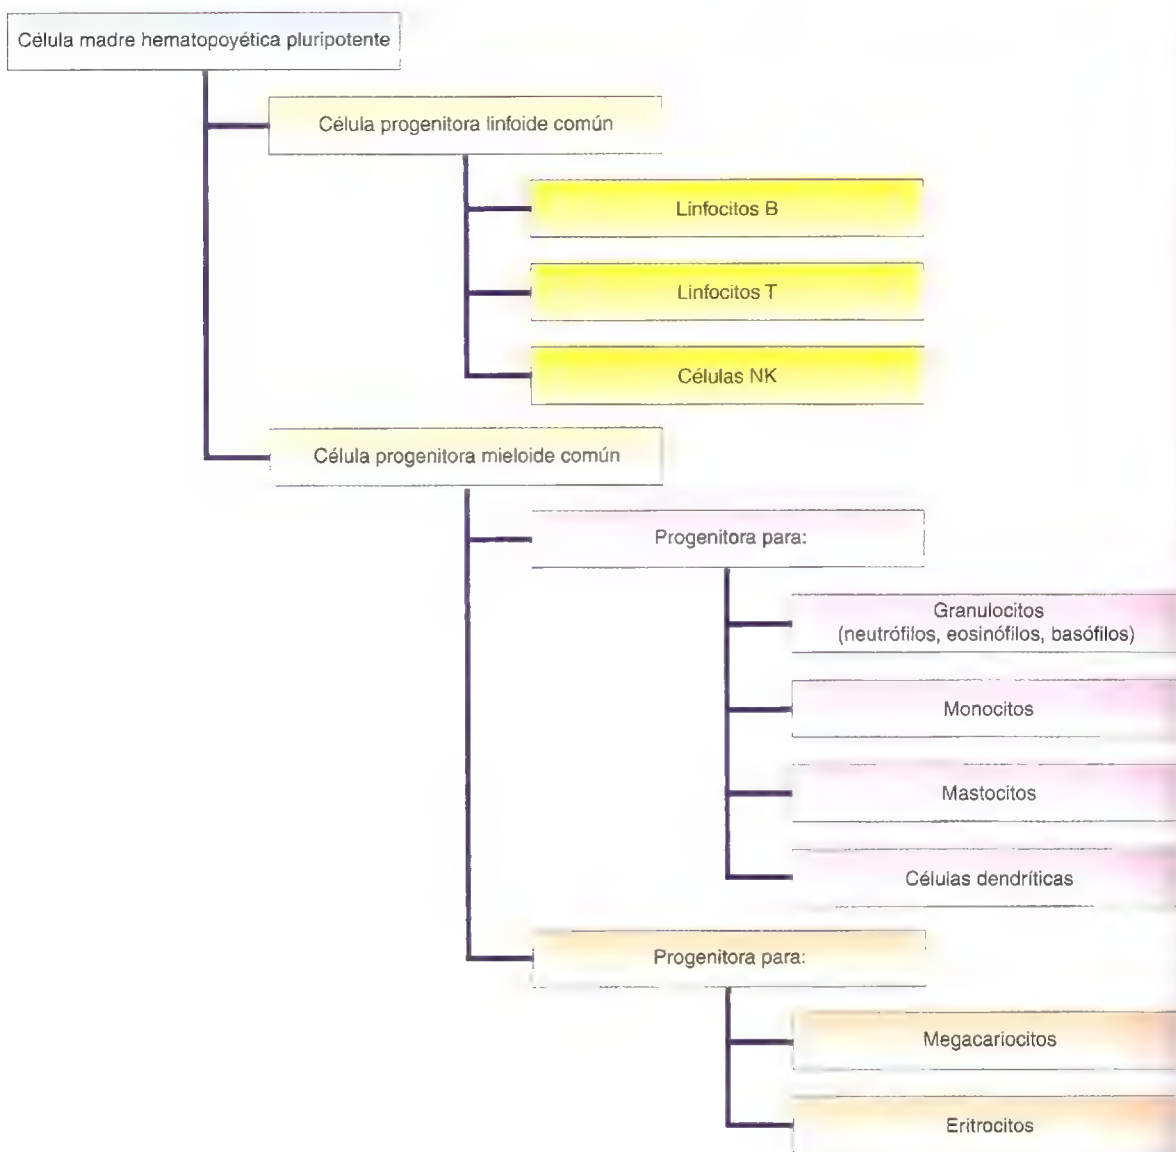 Célula madre hematopoyética pluripotente
Célula progenitora linfoide común
Linfocitos B
Linfocitos T
Células NK
Célula progenitora mieloide común
Progenitora para:
Granulocitos
(neutrófilos, eosinófilos, basófilos)
Monocitos
Mastocitos
Células dendríticas
Progenitora para:
Megacariocitos
Eritrocitos